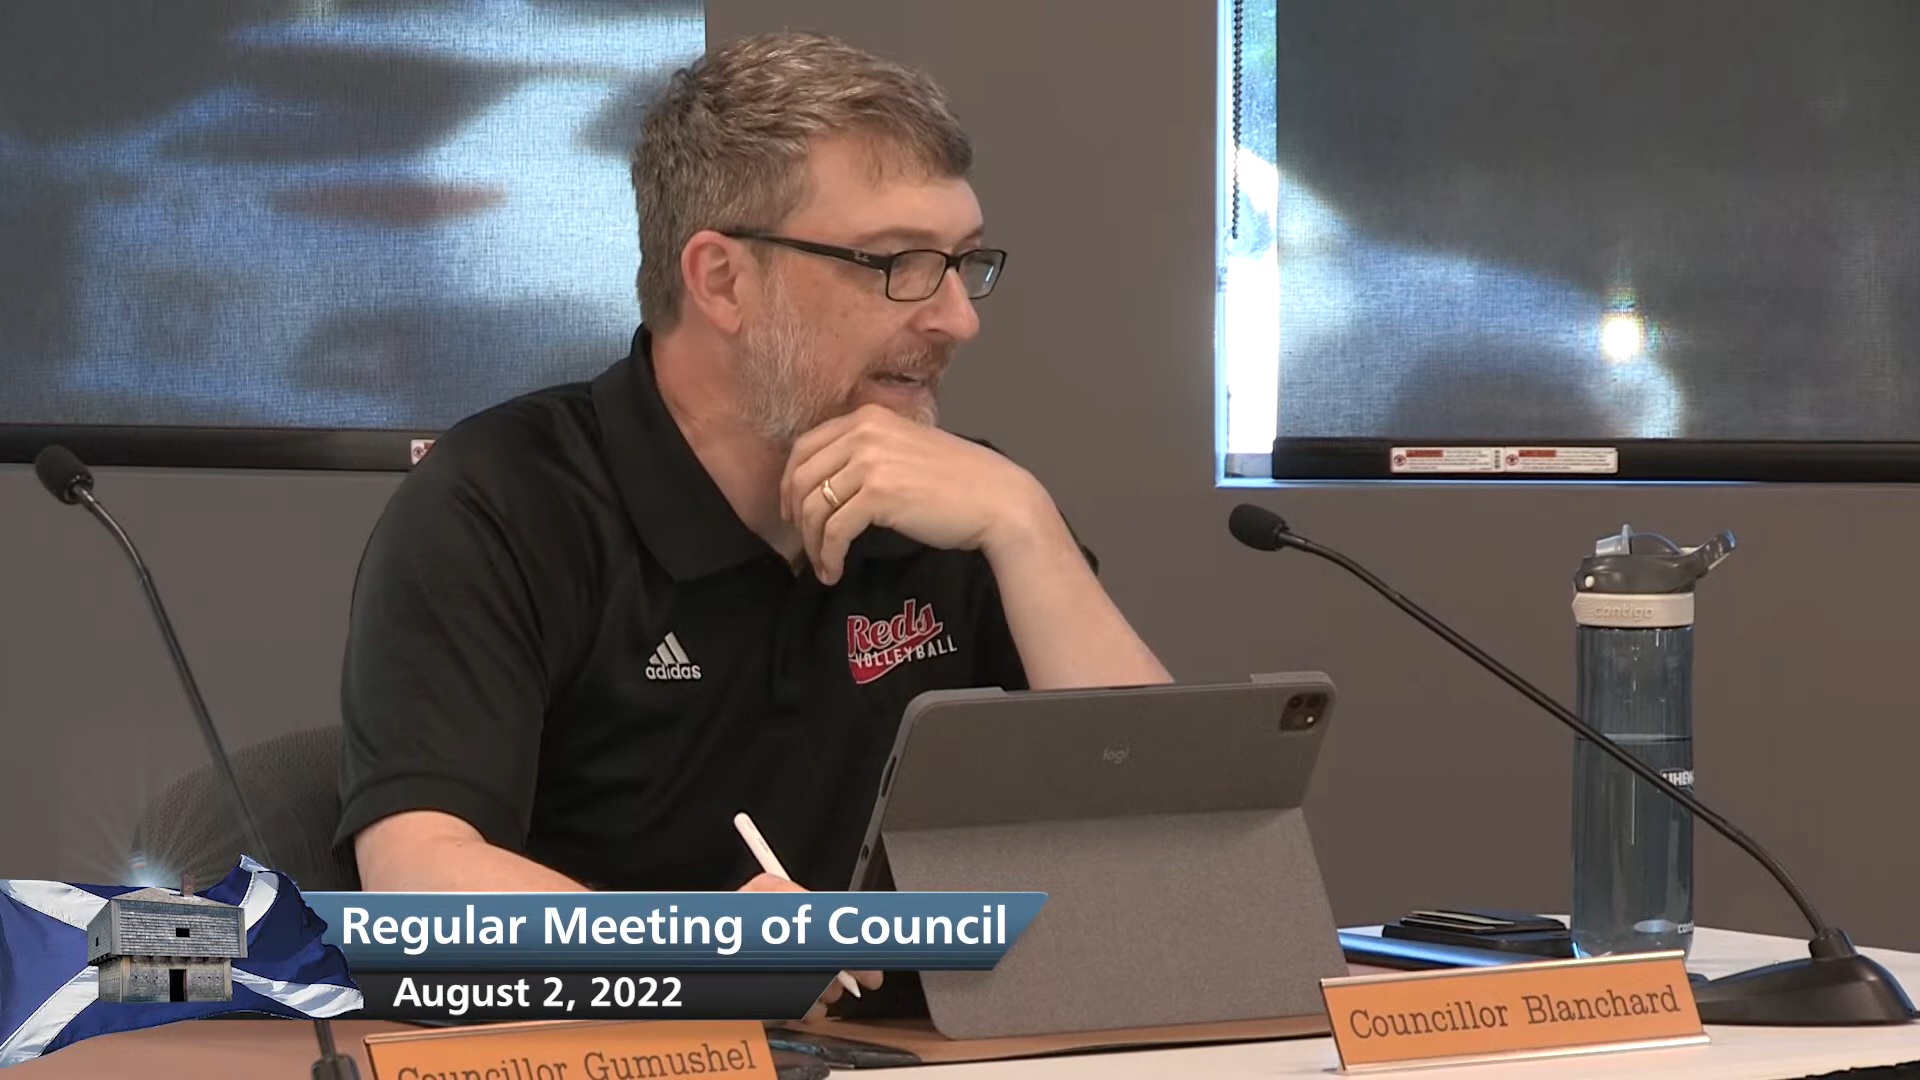 Reds
VOLLEYBALL
adidas
logi
contigo
Regular Meeting of Council
August 2, 2022
Councillor Blanchard
Councillor Gumushel